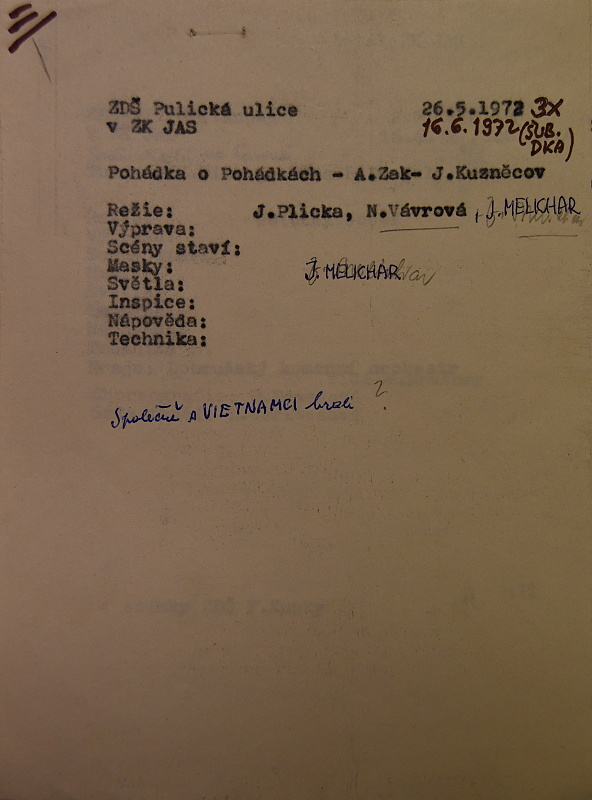 ZDŠ Pulická ulice 26.5.1972 3x
v ZK JAS 16.6.1972 (ŠUB.
DKA)
Pohádka o Pohádkách - A.Zak- J.Kuzněcov
Režie: J.Plicka, N.Vávrová, J. MELICHAR
Výprava:
Scény staví:
Masky: J. MELICHAR
Světla:
Inspice:
Nápověda:
Technika:
Společně A VIETNAMCI hráli ?